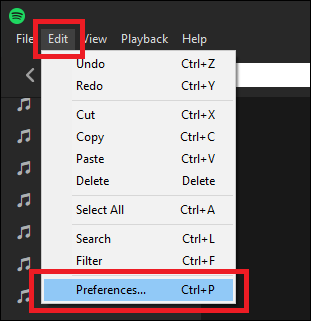 File Edit View Playback Help
Undo Ctrl+Z
Redo Ctrl+Y
Cut Ctrl+X
Copy Ctrl+C
Paste Ctrl+V
Delete Delete
Select All Ctrl+A
Search Ctrl+L
Filter Ctrl+F
Preferences... Ctrl+P